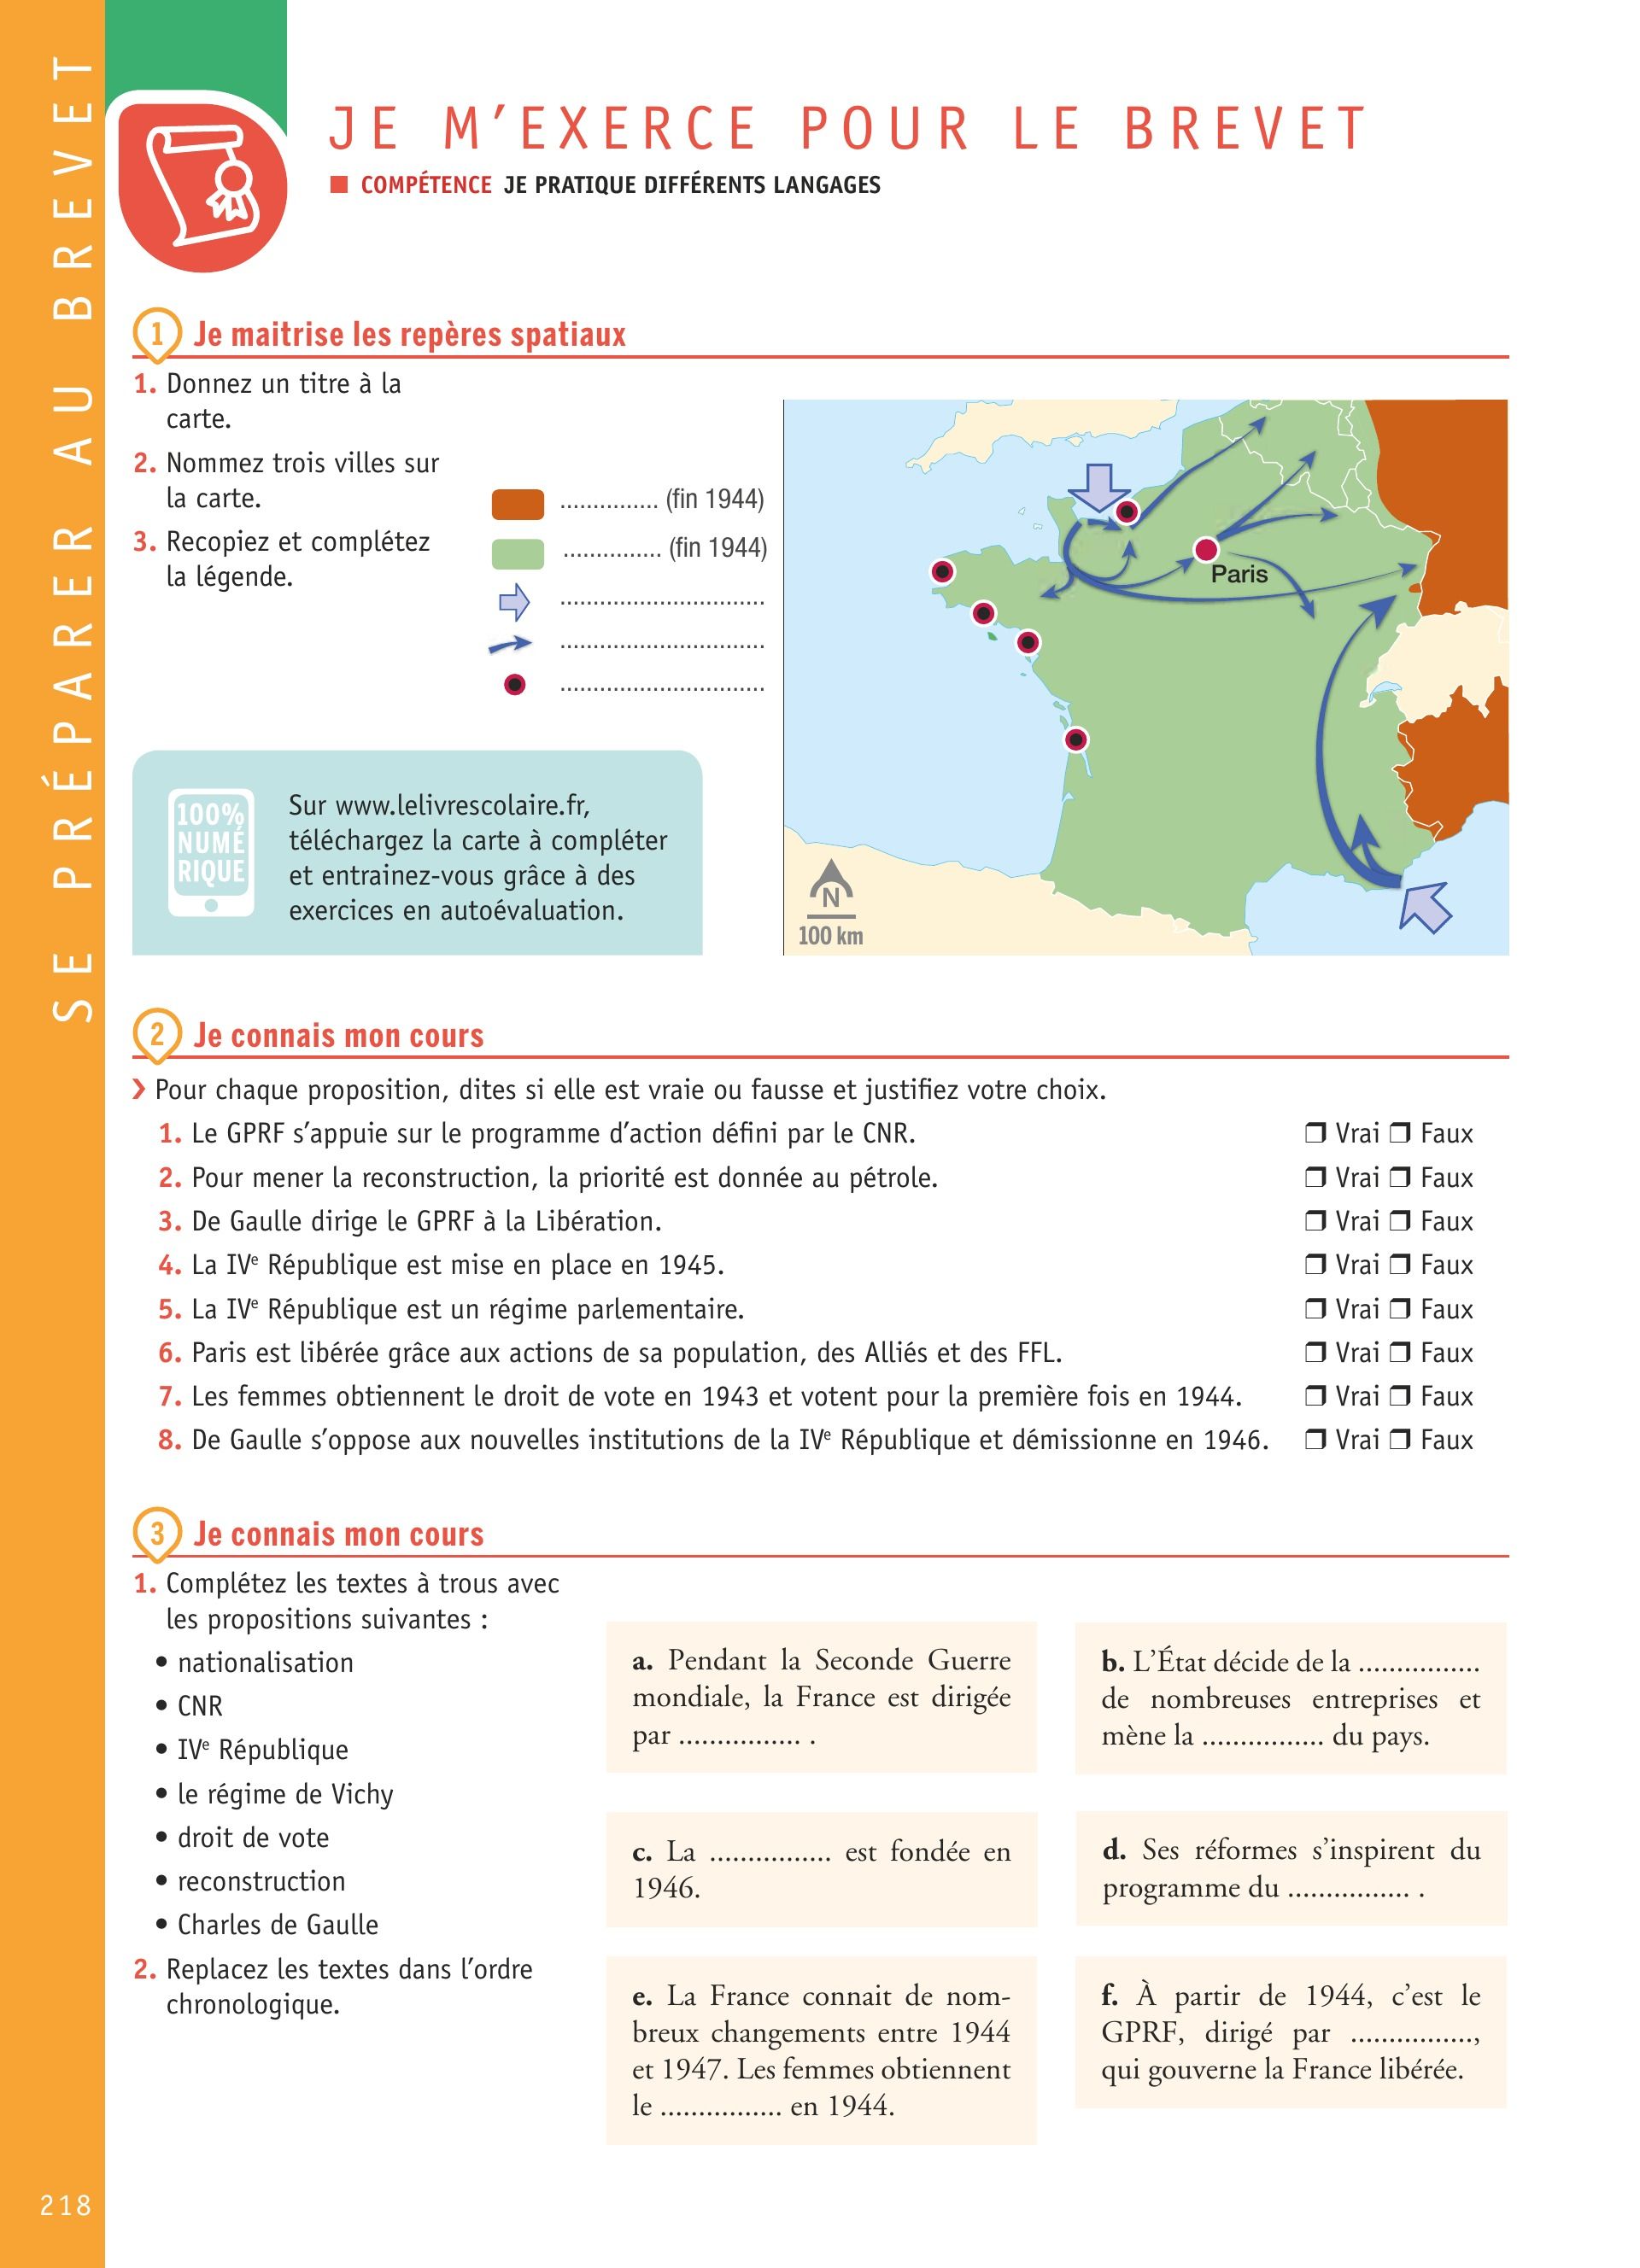 SE PRÉPARER AU BREVET
JE M'EXERCE POUR LE BREVET
COMPÉTENCE JE PRATIQUE DIFFÉRENTS LANGAGES
1 Je maitrise les repères spatiaux
1. Donnez un titre à la
carte.
2. Nommez trois villes sur
la carte.
3. Recopiez et complétez
la légende.
............... (fin 1944)
............... (fin 1944)
...............................
...............................
...............................
Paris
N
100 km
100%
NUMÉ
RIQUE
Sur www.lelivrescolaire.fr,
téléchargez la carte à compléter
et entrainez-vous grâce à des
exercices en autoévaluation.
2 Je connais mon cours
› Pour chaque proposition, dites si elle est vraie ou fausse et justifiez votre choix.
1. Le GPRF s'appuie sur le programme d'action défini par le CNR. ❒ Vrai ❒ Faux
2. Pour mener la reconstruction, la priorité est donnée au pétrole. ❒ Vrai ❒ Faux
3. De Gaulle dirige le GPRF à la Libération. ❒ Vrai ❒ Faux
4. La IVe République est mise en place en 1945. ❒ Vrai ❒ Faux
5. La IVe République est un régime parlementaire. ❒ Vrai ❒ Faux
6. Paris est libérée grâce aux actions de sa population, des Alliés et des FFL. ❒ Vrai ❒ Faux
7. Les femmes obtiennent le droit de vote en 1943 et votent pour la première fois en 1944. ❒ Vrai ❒ Faux
8. De Gaulle s'oppose aux nouvelles institutions de la IVe République et démissionne en 1946. ❒ Vrai ❒ Faux
3 Je connais mon cours
1. Complétez les textes à trous avec
les propositions suivantes :
• nationalisation
• CNR
• IVe République
• le régime de Vichy
• droit de vote
• reconstruction
• Charles de Gaulle
2. Replacez les textes dans l'ordre
chronologique.
a. Pendant la Seconde Guerre
mondiale, la France est dirigée
par ................ .
b. L'État décide de la ................
de nombreuses entreprises et
mène la ................ du pays.
c. La ................ est fondée en
1946.
d. Ses réformes s'inspirent du
programme du ................ .
e. La France connait de nom-
breux changements entre 1944
et 1947. Les femmes obtiennent
le ................ en 1944.
f. À partir de 1944, c'est le
GPRF, dirigé par ................,
qui gouverne la France libérée.
218